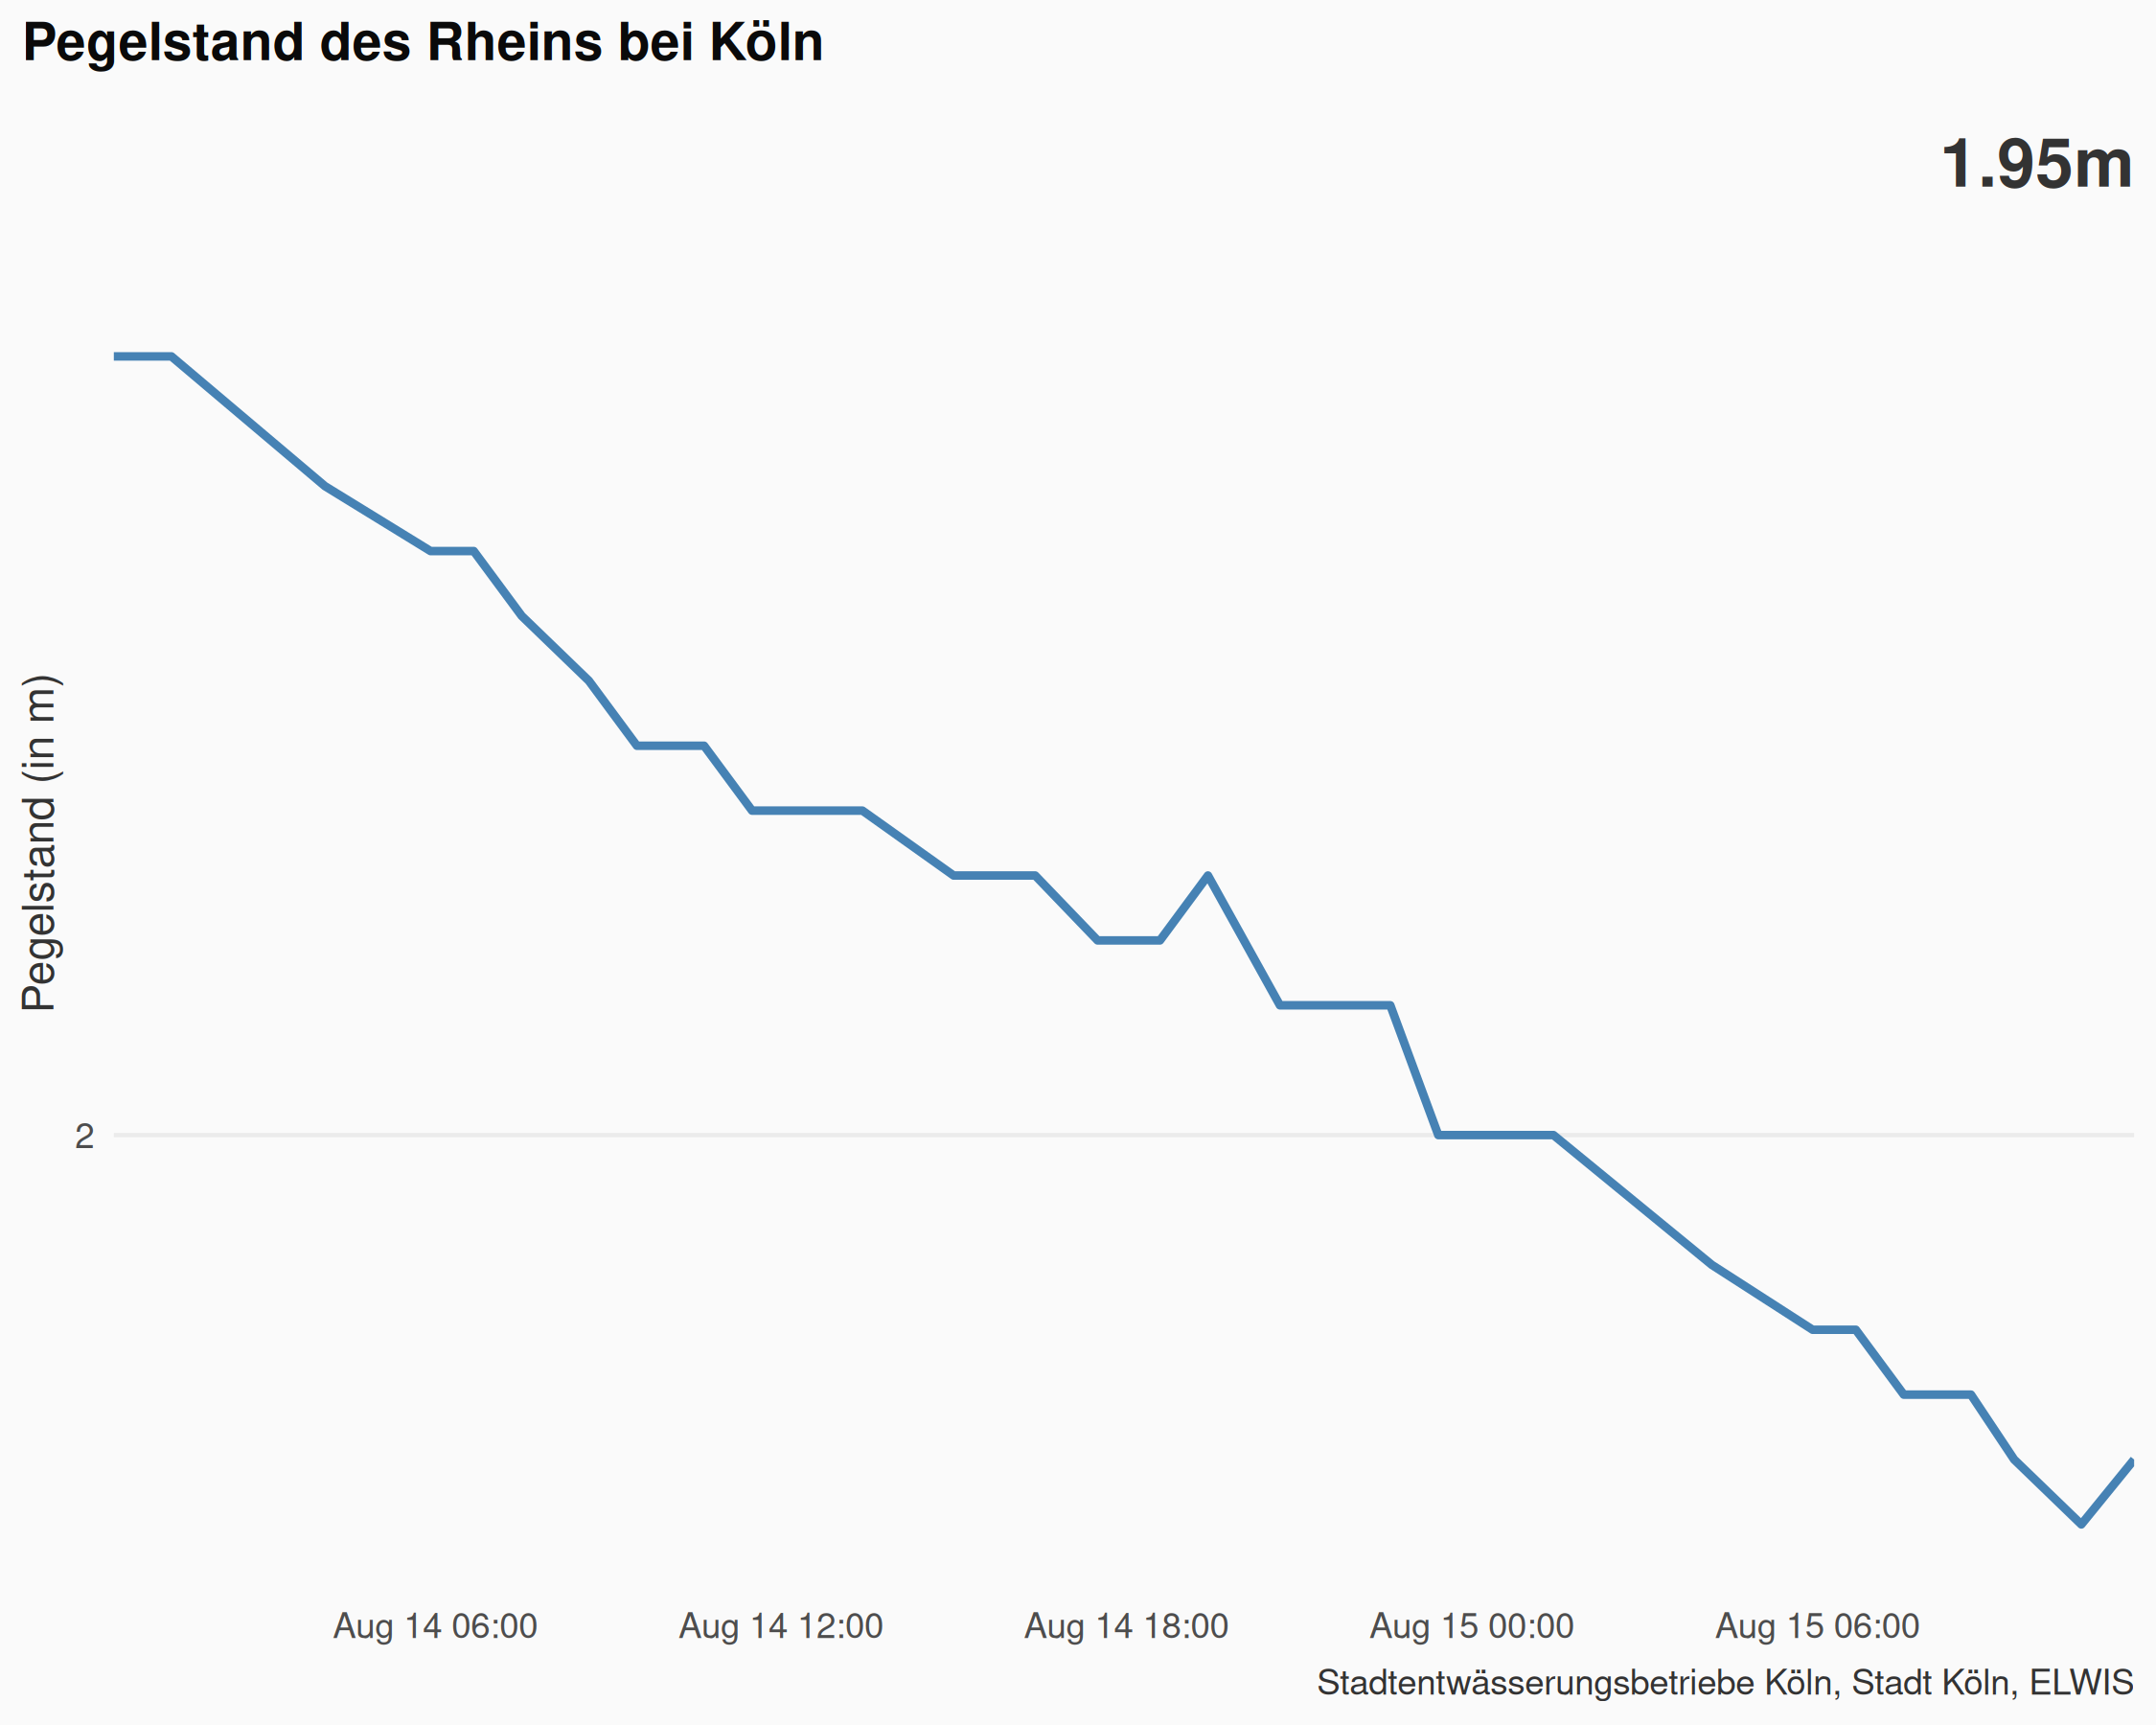 Pegelstand des Rheins bei Köln
1.95m
Pegelstand (in m)
2
Aug 14 06:00
Aug 14 12:00
Aug 14 18:00
Aug 15 00:00
Aug 15 06:00
Stadtentwässerungsbetriebe Köln, Stadt Köln, ELWIS